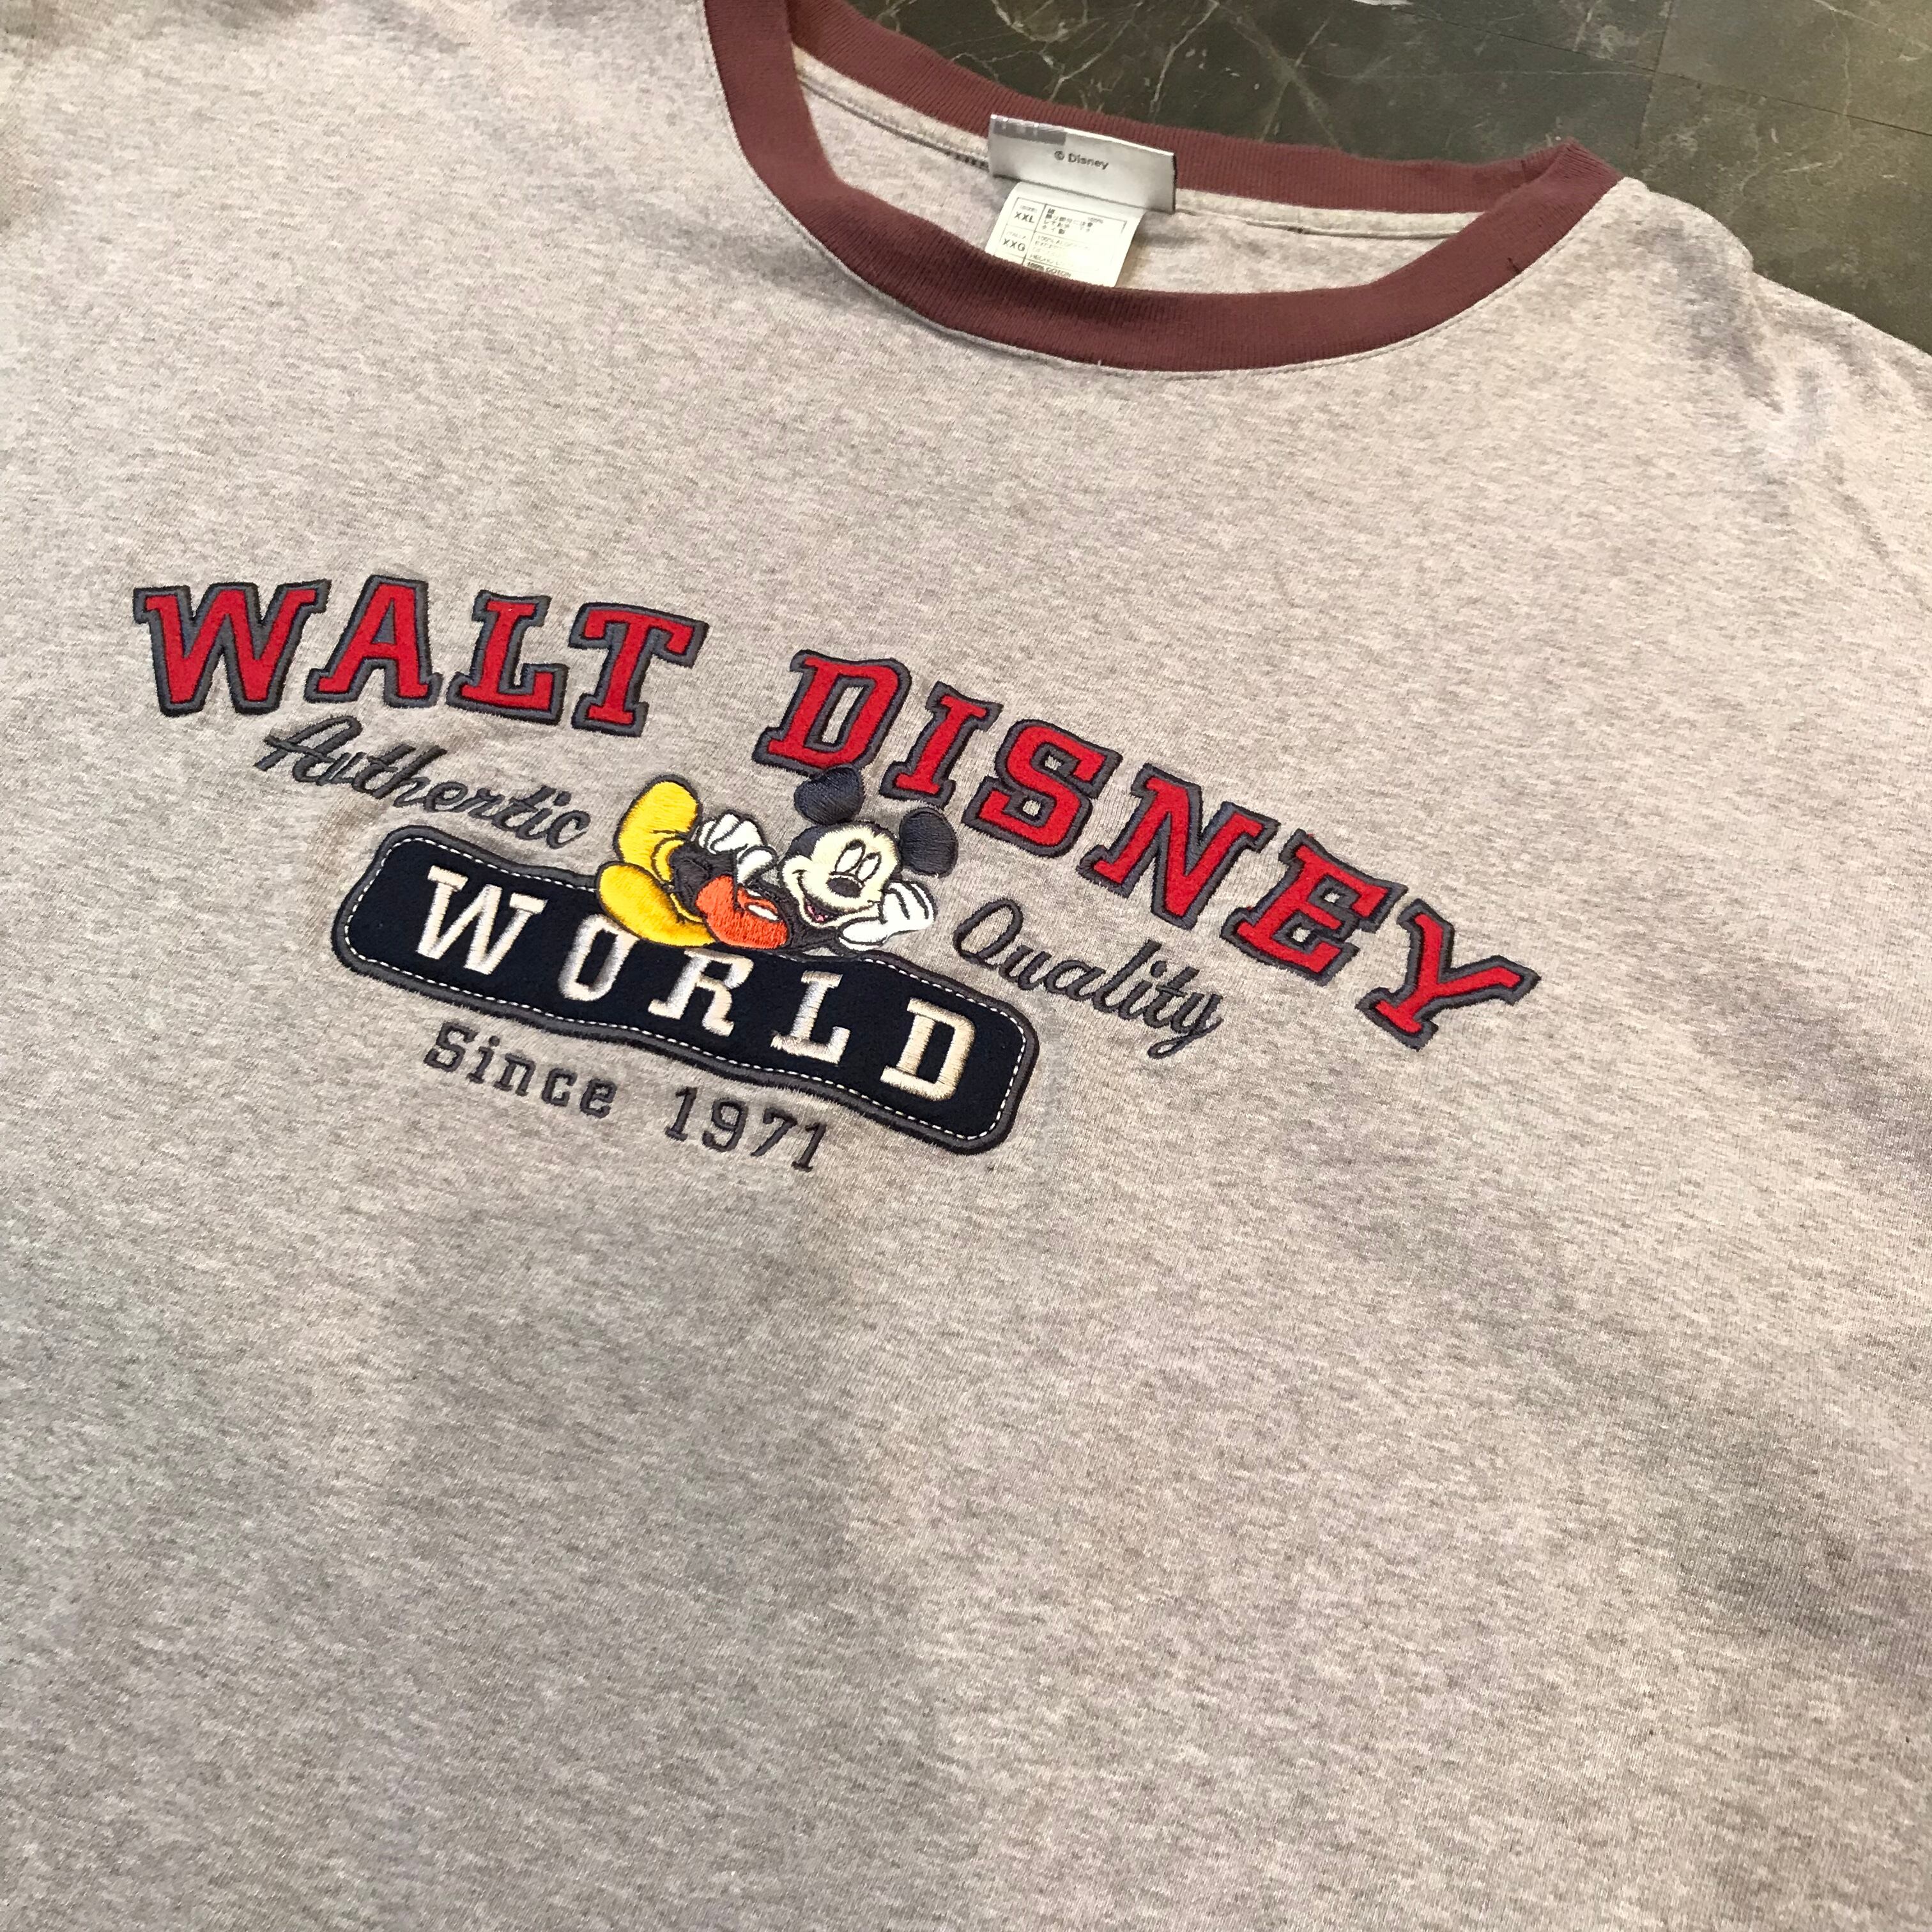 © Disney
XXL
XXG
WALT DISNEY
Authentic Quality
WORLD
Since 1971